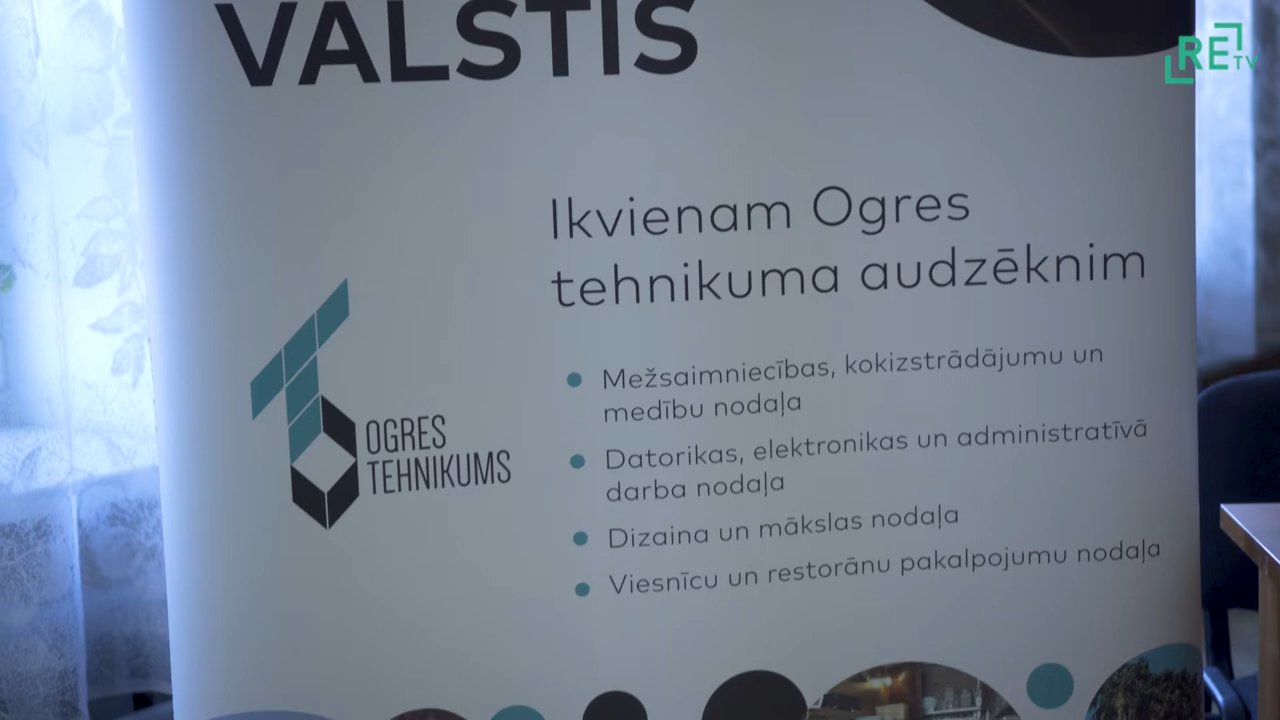 VALSTIS
RE TV
Ikvienam Ogres
tehnikuma audzēknim
OGRES
TEHNIKUMS
Mežsaimniecības, kokizstrādājumu un
medību nodaļa
Datorikas, elektronikas un administratīvā
darba nodaļa
Dizaina un mākslas nodaļa
Viesnīcu un restorānu pakalpojumu nodaļa